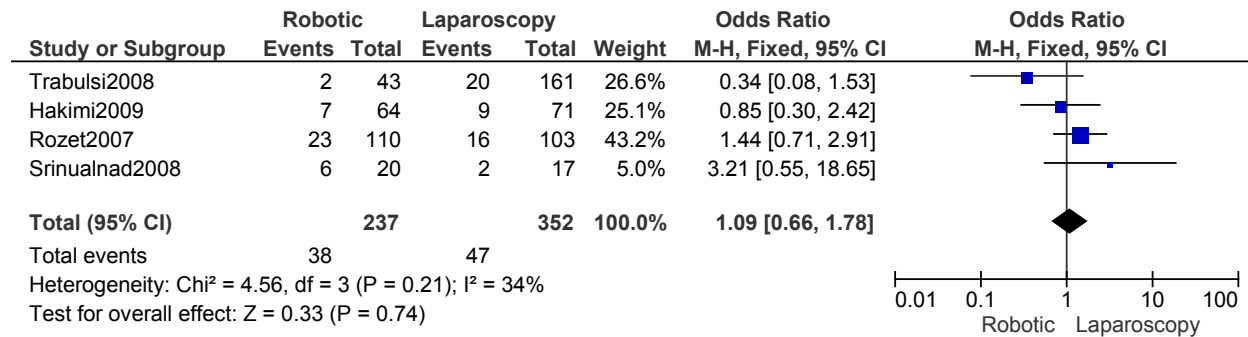 Robotic Laparoscopy Odds Ratio Odds Ratio
Study or Subgroup Events Total Events Total Weight M-H, Fixed, 95% CI M-H, Fixed, 95% CI
Trabulsi2008 2 43 20 161 26.6% 0.34 [0.08, 1.53]
Hakimi2009 7 64 9 71 25.1% 0.85 [0.30, 2.42]
Rozet2007 23 110 16 103 43.2% 1.44 [0.71, 2.91]
Srinualnad2008 6 20 2 17 5.0% 3.21 [0.55, 18.65]
Total (95% CI) 237 352 100.0% 1.09 [0.66, 1.78]
Total events 38 47
Heterogeneity: Chi² = 4.56, df = 3 (P = 0.21); I² = 34%
Test for overall effect: Z = 0.33 (P = 0.74)
0.01 0.1 1 10 100
Robotic Laparoscopy